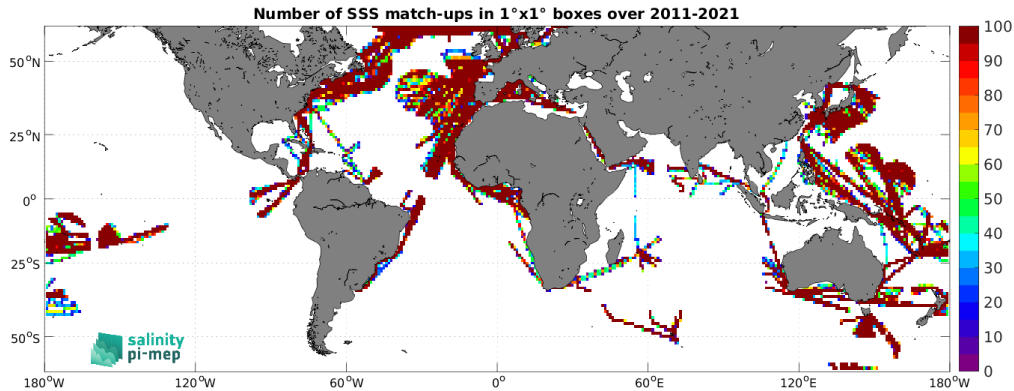 Number of SSS match-ups in 1°x1° boxes over 2011-2021
50°N
25°N
0°
25°S
50°S
180°W
120°W
60°W
0°
60°E
120°E
180°W
100
90
80
70
60
50
40
30
20
10
0
salinity
pi-mep